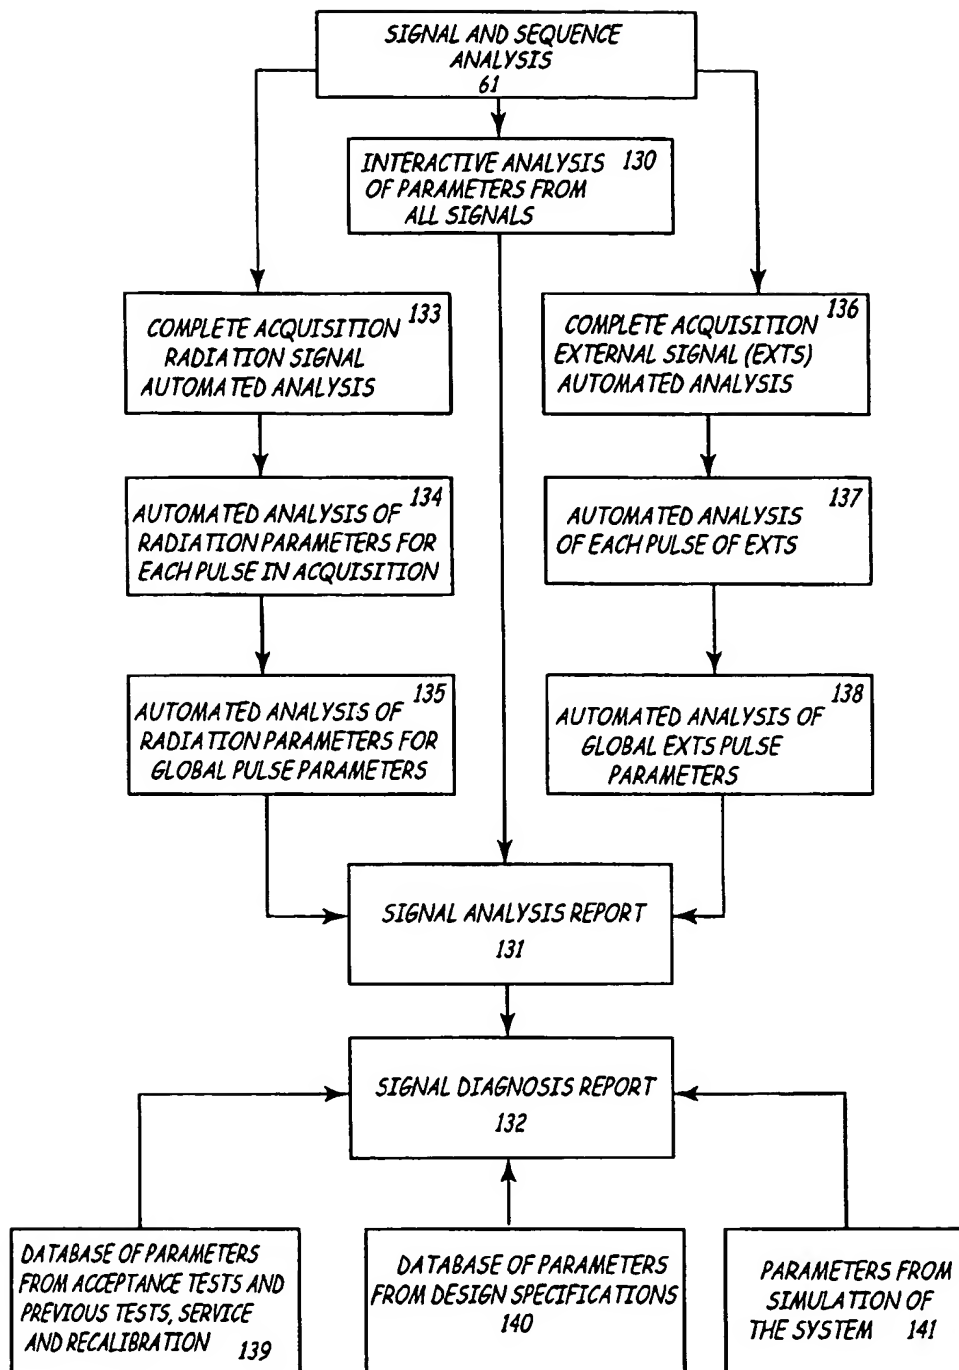 SIGNAL AND SEQUENCE
ANALYSIS
61
INTERACTIVE ANALYSIS 130
OF PARAMETERS FROM
ALL SIGNALS
COMPLETE ACQUISITION 133
RADIATION SIGNAL
AUTOMATED ANALYSIS
136
COMPLETE ACQUISITION
EXTERNAL SIGNAL (EXTS)
AUTOMATED ANALYSIS
134
AUTOMATED ANALYSIS OF
RADIATION PARAMETERS FOR
EACH PULSE IN ACQUISITION
137
AUTOMATED ANALYSIS
OF EACH PULSE OF EXTS
135
AUTOMATED ANALYSIS OF
RADIATION PARAMETERS FOR
GLOBAL PULSE PARAMETERS
138
AUTOMATED ANALYSIS OF
GLOBAL EXTS PULSE
PARAMETERS
SIGNAL ANALYSIS REPORT
131
SIGNAL DIAGNOSIS REPORT
132
DATABASE OF PARAMETERS
FROM ACCEPTANCE TESTS AND
PREVIOUS TESTS, SERVICE
AND RECALIBRATION 139
DATABASE OF PARAMETERS
FROM DESIGN SPECIFICATIONS
140
PARAMETERS FROM
SIMULATION OF
THE SYSTEM 141